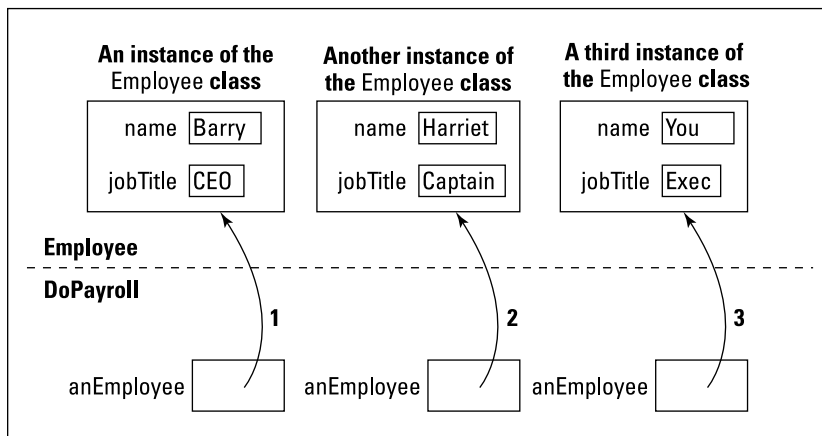 An instance of the
Employee class
Another instance of
the Employee class
A third instance of
the Employee class
name Barry
jobTitle CEO
name Harriet
jobTitle Captain
name You
jobTitle Exec
Employee
DoPayroll
1
2
3
anEmployee
anEmployee
anEmployee